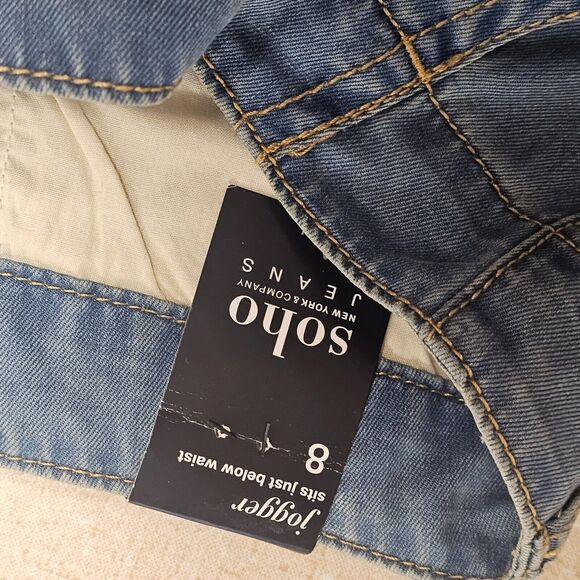 jogger
sits just below waist
8
soho
NEW YORK & COMPANY
JEANS